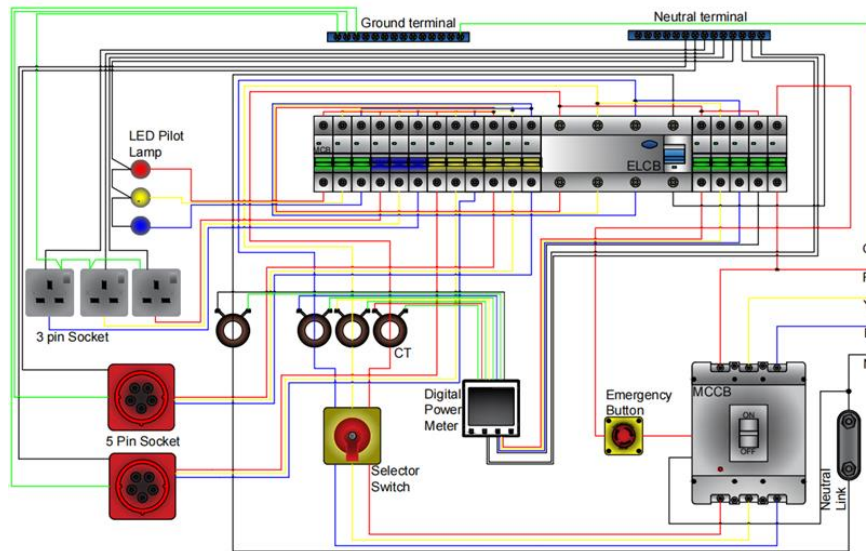 Ground terminal
Neutral terminal
LED Pilot
Lamp
MCB
ELCB
3 pin Socket
CT
5 Pin Socket
Digital
Power
Meter
Selector
Switch
Emergency
Button
MCCB
ON
OFF
Neutral
Link